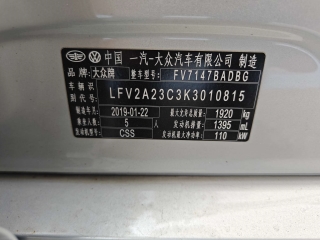 中国 一汽-大众汽车有限公司 制造
品牌 大众牌 整车型号 FV7147BADBG
车辆识别代号 LFV2A23C3K3010815
制造年月 2019-01-22 最大允许总质量 1920 kg
乘坐人数 5 人 发动机排量 1395 mL
发动机型号 CSS 发动机最大净功率 110 kW